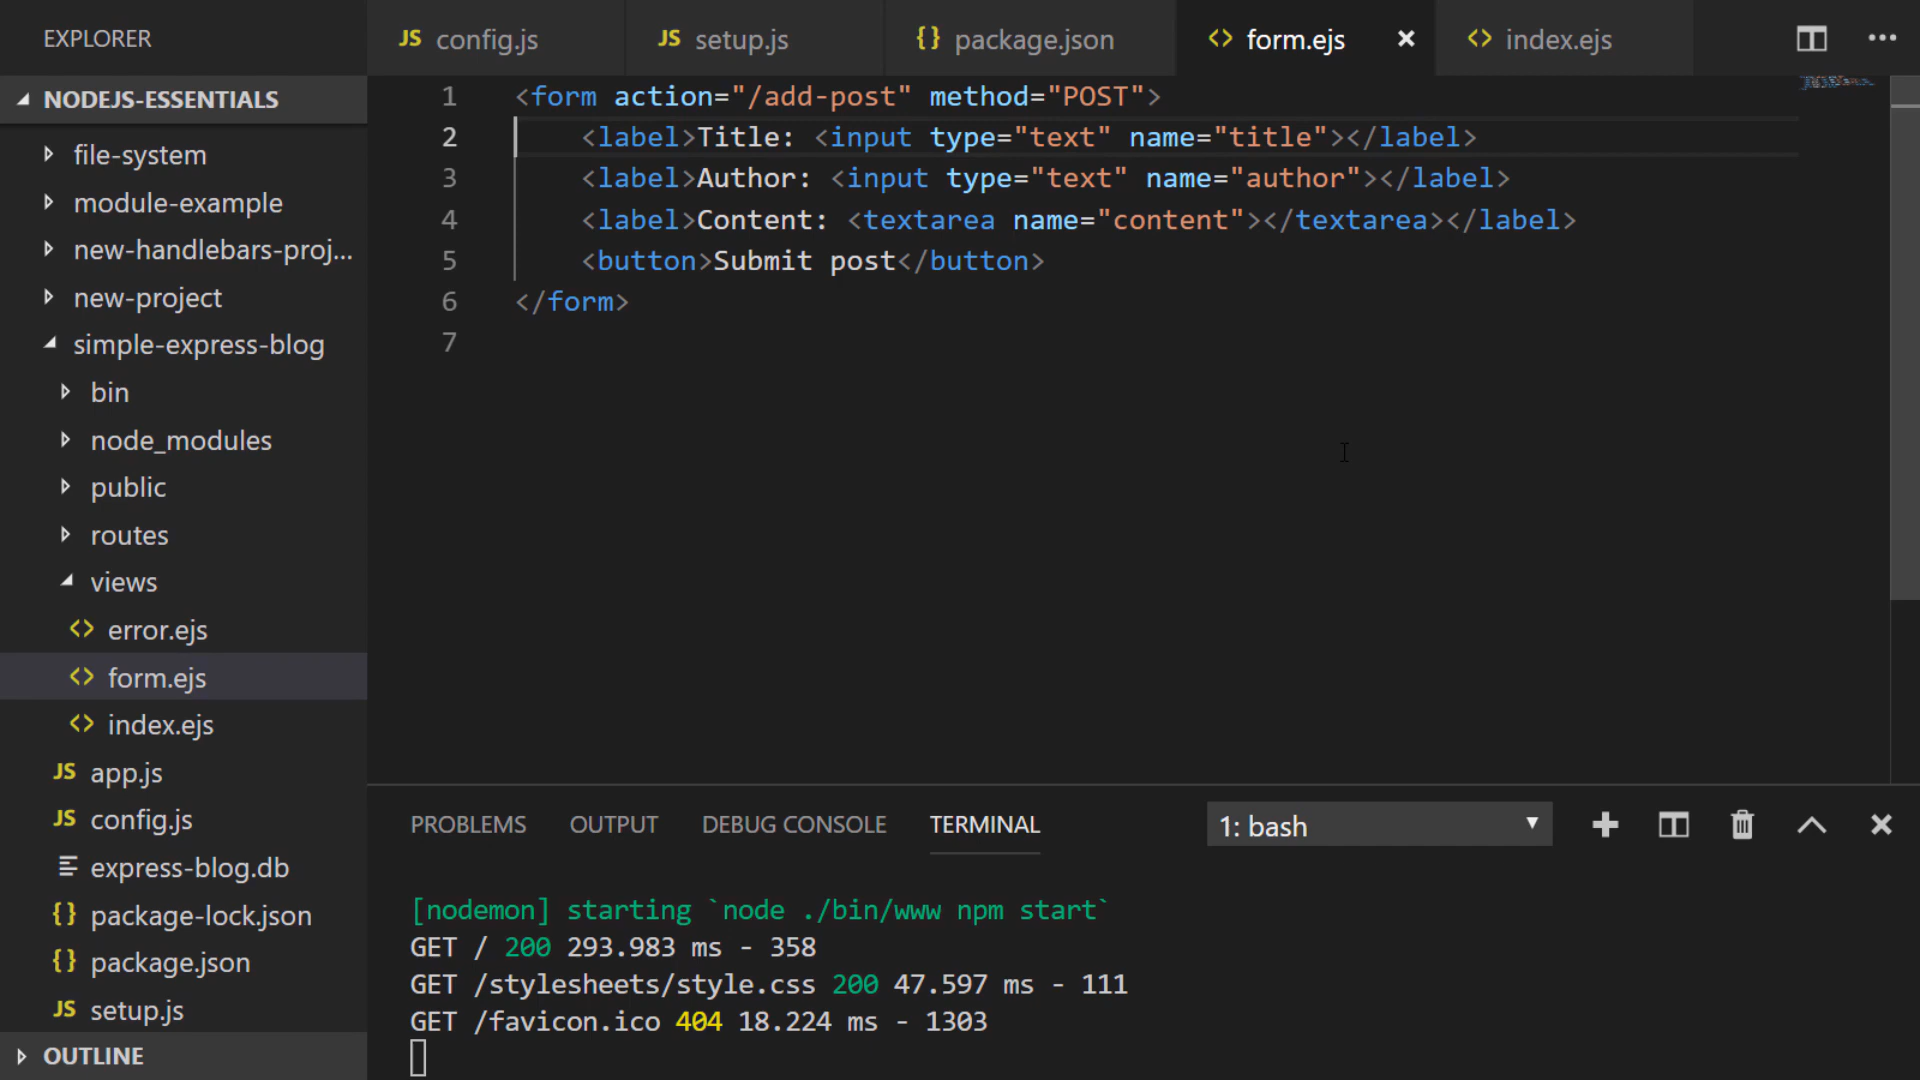 EXPLORER
NODEJS-ESSENTIALS
file-system
module-example
new-handlebars-proj...
new-project
simple-express-blog
bin
node_modules
public
routes
views
<> error.ejs
<> form.ejs
<> index.ejs
JS app.js
JS config.js
express-blog.db
{} package-lock.json
{} package.json
JS setup.js
OUTLINE
JS config.js
JS setup.js
{} package.json
<> form.ejs
<> index.ejs
1 <form action="/add-post" method="POST">
2     <label>Title: <input type="text" name="title"></label>
3     <label>Author: <input type="text" name="author"></label>
4     <label>Content: <textarea name="content"></textarea></label>
5     <button>Submit post</button>
6 </form>
7
PROBLEMS OUTPUT DEBUG CONSOLE TERMINAL 1: bash
[nodemon] starting `node ./bin/www npm start`
GET / 200 293.983 ms - 358
GET /stylesheets/style.css 200 47.597 ms - 111
GET /favicon.ico 404 18.224 ms - 1303